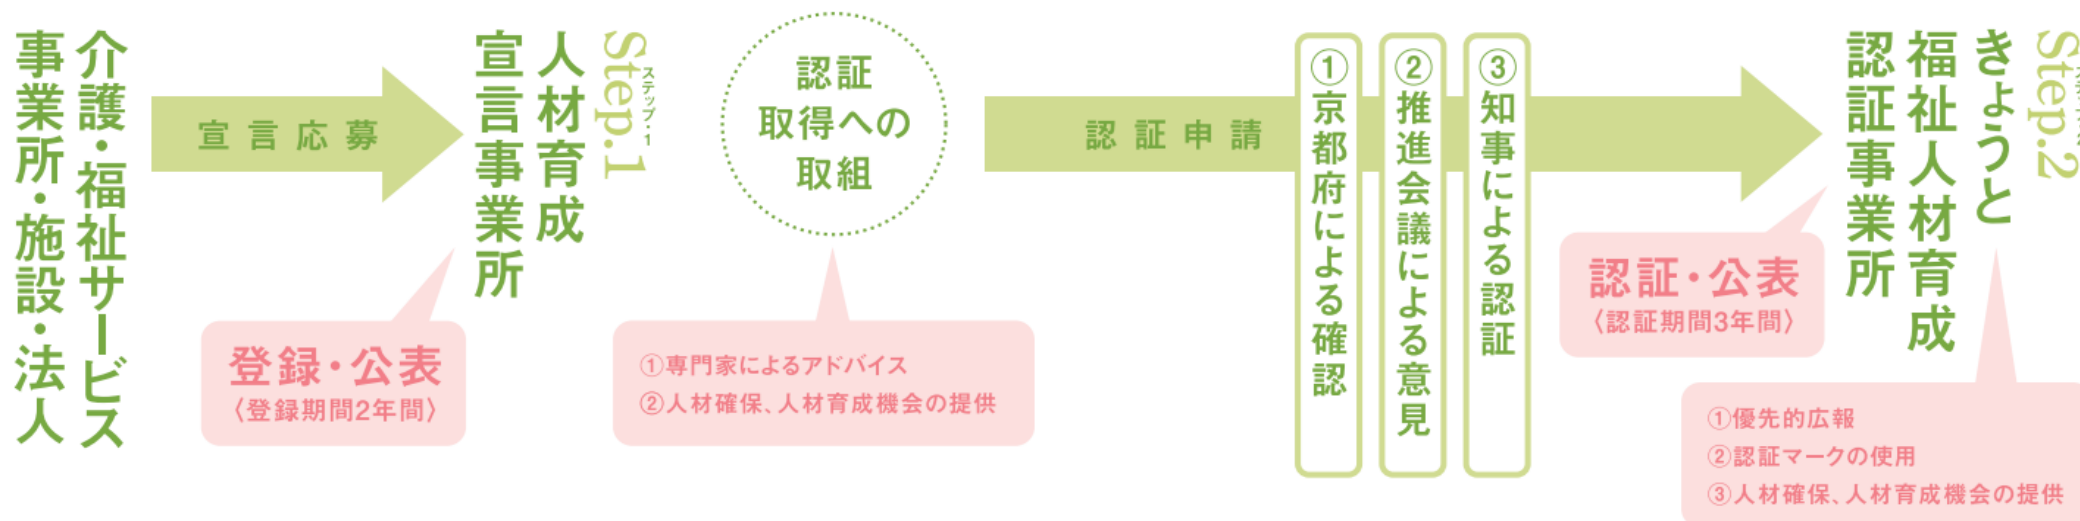 介護・福祉サービス
事業所・施設・法人
宣言応募
登録・公表
〈登録期間2年間〉
Step.1
ステップ・1
人材育成
宣言事業所
認証
取得への
取組
①専門家によるアドバイス
②人材確保、人材育成機会の提供
認証申請
①京都府による確認
②推進会議による意見
③知事による認証
認証・公表
〈認証期間3年間〉
Step.2
きょうと
福祉人材育成
認証事業所
①優先的広報
②認証マークの使用
③人材確保、人材育成機会の提供